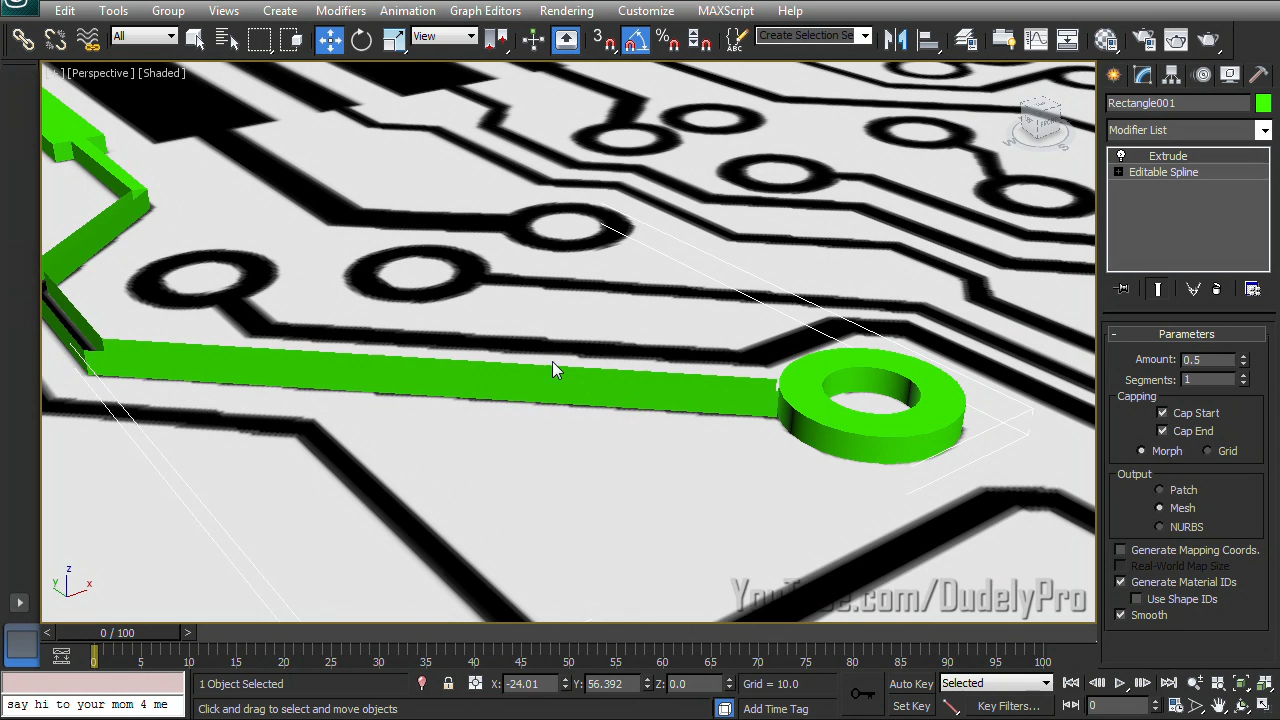 Edit Tools Group Views Create Modifiers Animation Graph Editors Rendering Customize MAXScript Help
All View 3 Create Selection Se
[Perspective] [Shaded]
W S
Rectangle001
Modifier List
Extrude
Editable Spline
Parameters
Amount: 0.5
Segments: 1
Capping
Cap Start
Cap End
Morph Grid
Output
Patch
Mesh
NURBS
Generate Mapping Coords.
Real-World Map Size
Generate Material IDs
Use Shape IDs
Smooth
z
y x
YouTube.com/DudelyPro
< 0 / 100 >
0 5 10 15 20 25 30 35 40 45 50 55 60 65 70 75 80 85 90 95 100
1 Object Selected X: -24.01 Y: 56.392 Z: 0.0 Grid = 10.0 Auto Key Selected
say hi to your mom 4 me Click and drag to select and move objects Add Time Tag Set Key Key Filters... 0